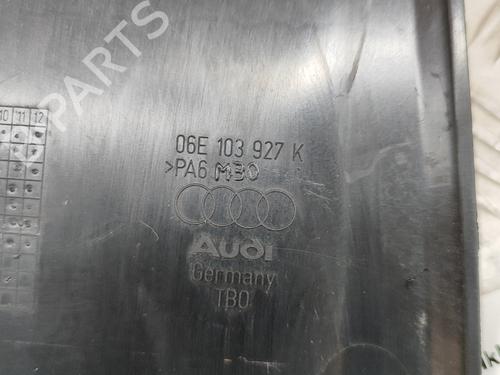 B-Parts
10 11 12
06E 103 927 K
>PA6 M30
Audi
Germany
TBO